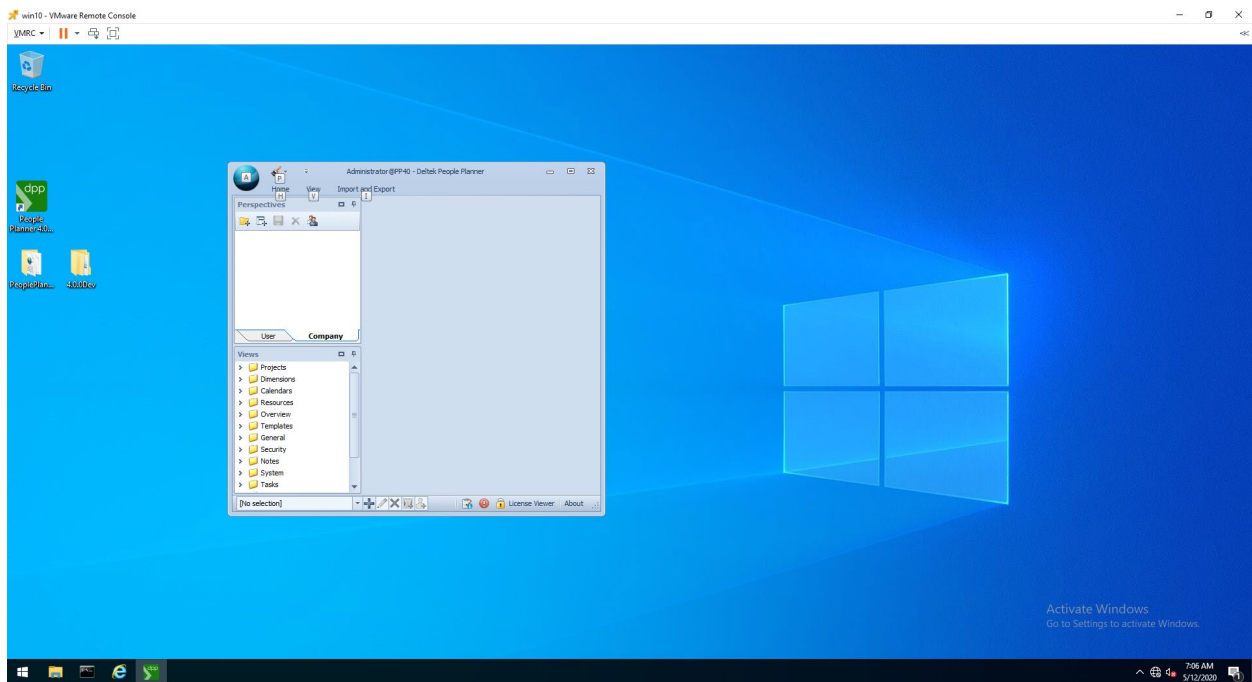 win10 - VMware Remote Console
VMRC
Recycle Bin
dpp
People
Planner 4.0...
PeoplePlan...
4.0.0Dev
Administrator@PP40 - Deltek People Planner
A
P
Home
View
Import and Export
H
V
I
Perspectives
User
Company
Views
Projects
Dimensions
Calendars
Resources
Overview
Templates
General
Security
Notes
System
Tasks
[No selection]
License Viewer
About
Activate Windows
Go to Settings to activate Windows.
dpp
7:06 AM
5/12/2020